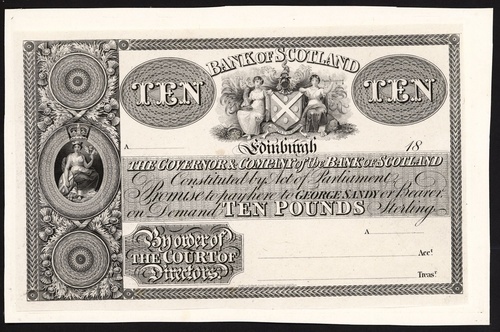 BANK OF SCOTLAND
TEN TEN
A
Edinburgh 18
THE GOVERNOR & COMPANY of the BANK OF SCOTLAND
Constituted by Act of Parliament
Promise to pay here to GEORGE SANDY or Bearer
on Demand TEN POUNDS Sterling
By order of
THE COURT OF
Directors.
A
Acct.
Treasr.